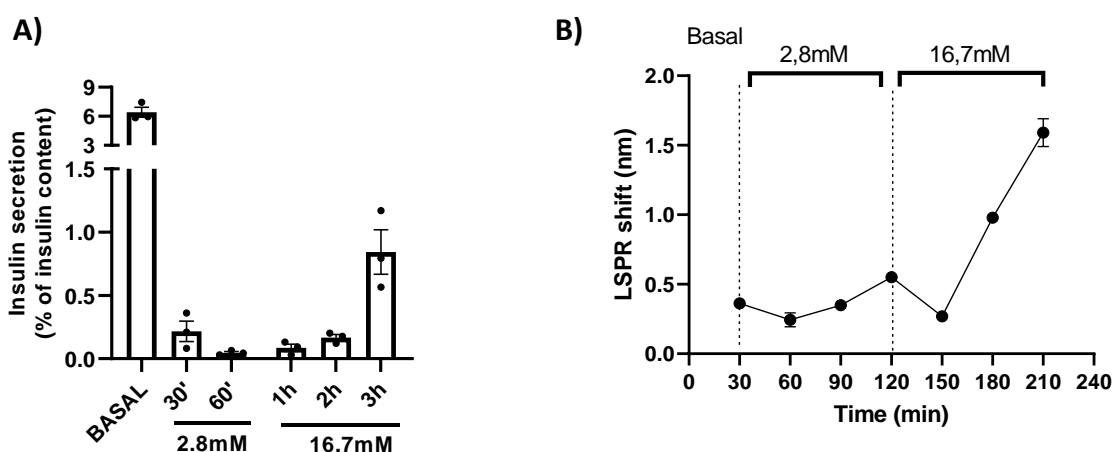 A)
Insulin secretion
(% of insulin content)
9
6
3
1.5
1.0
0.5
0.0
BASAL
30'
60'
1h
2h
3h
2.8mM
16.7mM
B)
Basal
2,8mM
16,7mM
LSPR shift (nm)
2.0
1.5
1.0
0.5
0.0
0 30 60 90 120 150 180 210 240
Time (min)